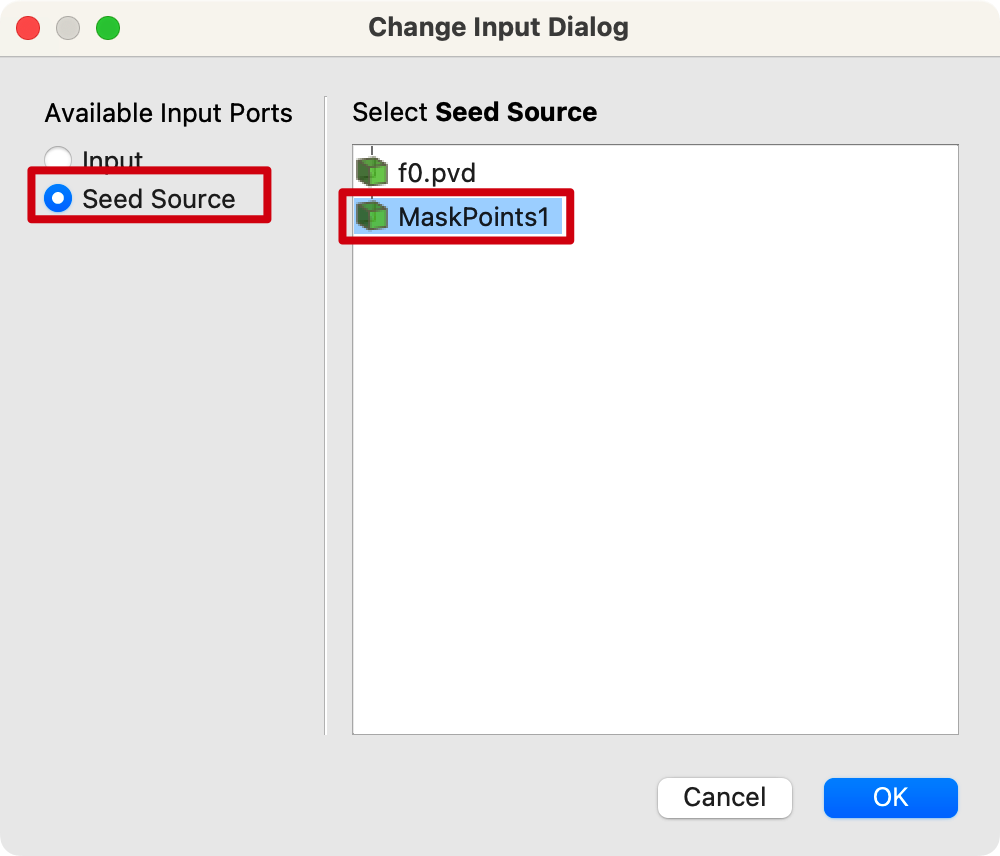 Change Input Dialog
Available Input Ports
Input
Seed Source
Select Seed Source
f0.pvd
MaskPoints1
Cancel
OK